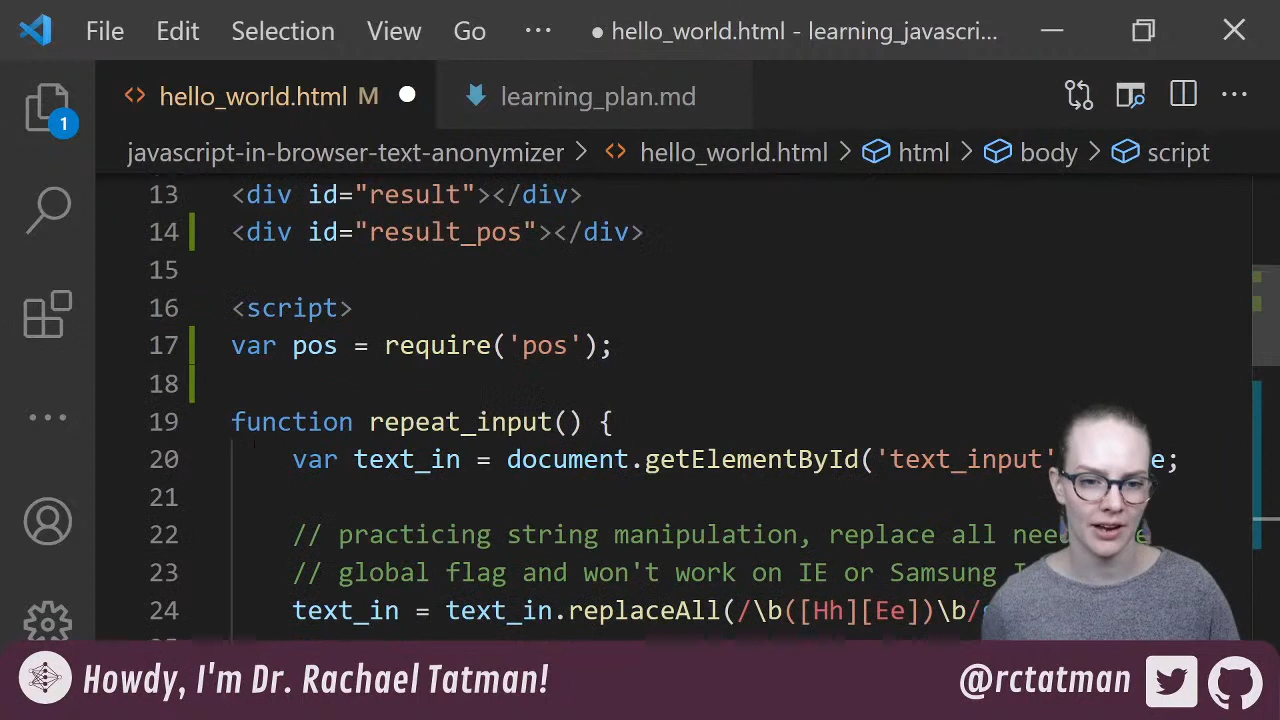 File Edit Selection View Go ··· ● hello_world.html - learning_javascri...
hello_world.html M ● learning_plan.md
1
javascript-in-browser-text-anonymizer > hello_world.html > html > body > script
13 <div id="result"></div>
14 <div id="result_pos"></div>
15
16 <script>
17 var pos = require('pos');
18
19 function repeat_input() {
20 var text_in = document.getElementById('text_input' e;
21
22 // practicing string manipulation, replace all
23 // global flag and won't work on IE or Samsung
24 text_in = text_in.replaceAll(/\b([Hh][Ee])\b/
Howdy, I'm Dr. Rachael Tatman!
@rctatman